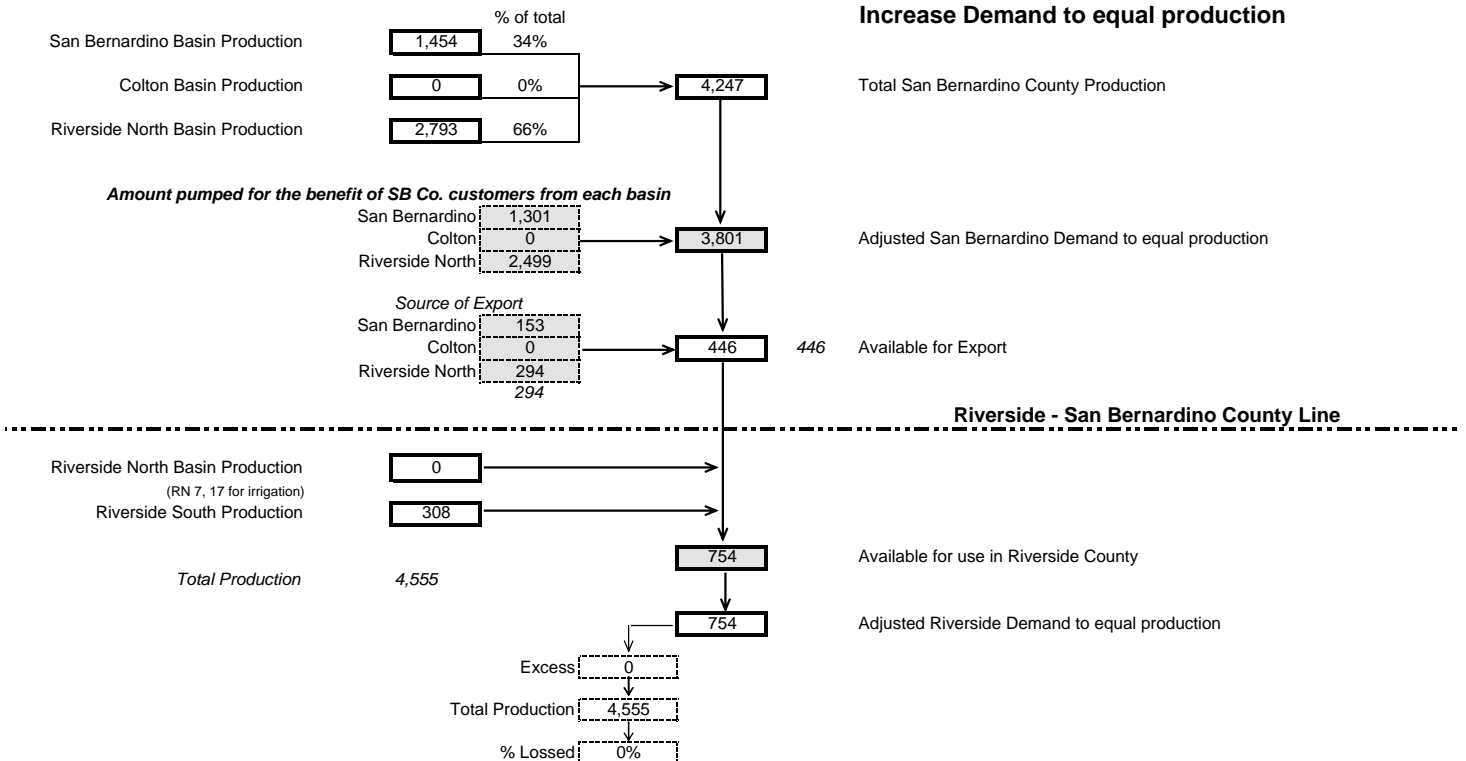 % of total
Increase Demand to equal production
San Bernardino Basin Production 1,454 34%
Colton Basin Production 0 0% 4,247 Total San Bernardino County Production
Riverside North Basin Production 2,793 66%
Amount pumped for the benefit of SB Co. customers from each basin
San Bernardino 1,301
Colton 0 3,801 Adjusted San Bernardino Demand to equal production
Riverside North 2,499
Source of Export
San Bernardino 153
Colton 0 446 446 Available for Export
Riverside North 294
294
Riverside - San Bernardino County Line
Riverside North Basin Production 0
(RN 7, 17 for irrigation)
Riverside South Production 308
754 Available for use in Riverside County
Total Production 4,555
754 Adjusted Riverside Demand to equal production
Excess 0
Total Production 4,555
% Lossed 0%